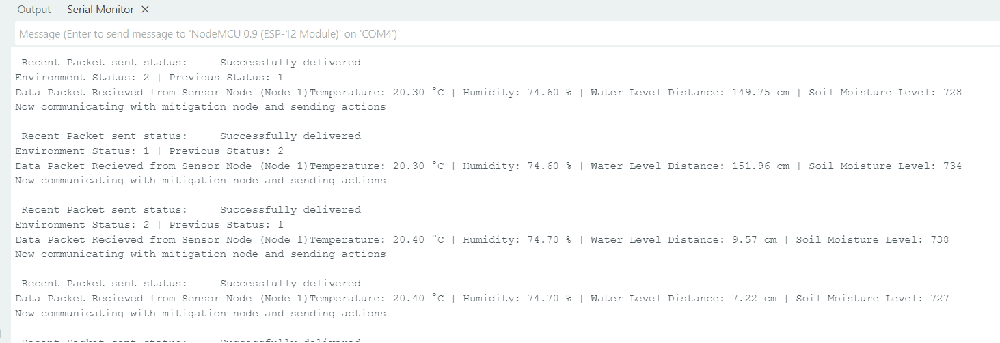 Output Serial Monitor ×
Message (Enter to send message to 'NodeMCU 0.9 (ESP-12 Module)' on 'COM4')
Recent Packet sent status: Successfully delivered
Environment Status: 2 | Previous Status: 1
Data Packet Recieved from Sensor Node (Node 1)Temperature: 20.30 °C | Humidity: 74.60 % | Water Level Distance: 149.75 cm | Soil Moisture Level: 728
Now communicating with mitigation node and sending actions
Recent Packet sent status: Successfully delivered
Environment Status: 1 | Previous Status: 2
Data Packet Recieved from Sensor Node (Node 1)Temperature: 20.30 °C | Humidity: 74.60 % | Water Level Distance: 151.96 cm | Soil Moisture Level: 734
Now communicating with mitigation node and sending actions
Recent Packet sent status: Successfully delivered
Environment Status: 2 | Previous Status: 1
Data Packet Recieved from Sensor Node (Node 1)Temperature: 20.40 °C | Humidity: 74.70 % | Water Level Distance: 9.57 cm | Soil Moisture Level: 738
Now communicating with mitigation node and sending actions
Recent Packet sent status: Successfully delivered
Data Packet Recieved from Sensor Node (Node 1)Temperature: 20.40 °C | Humidity: 74.70 % | Water Level Distance: 7.22 cm | Soil Moisture Level: 727
Now communicating with mitigation node and sending actions